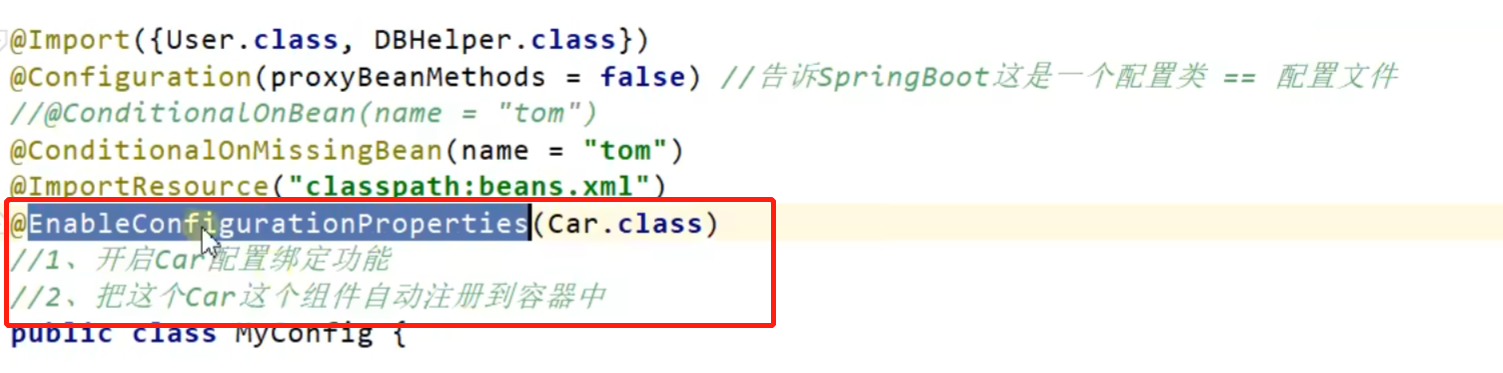 @Import({User.class, DBHelper.class})
@Configuration(proxyBeanMethods = false) //告诉SpringBoot这是一个配置类 == 配置文件
//@ConditionalOnBean(name = "tom")
@ConditionalOnMissingBean(name = "tom")
@ImportResource("classpath:beans.xml")
@EnableConfigurationProperties(Car.class)
//1、开启Car配置绑定功能
//2、把这个Car这个组件自动注册到容器中
public class MyConfig {